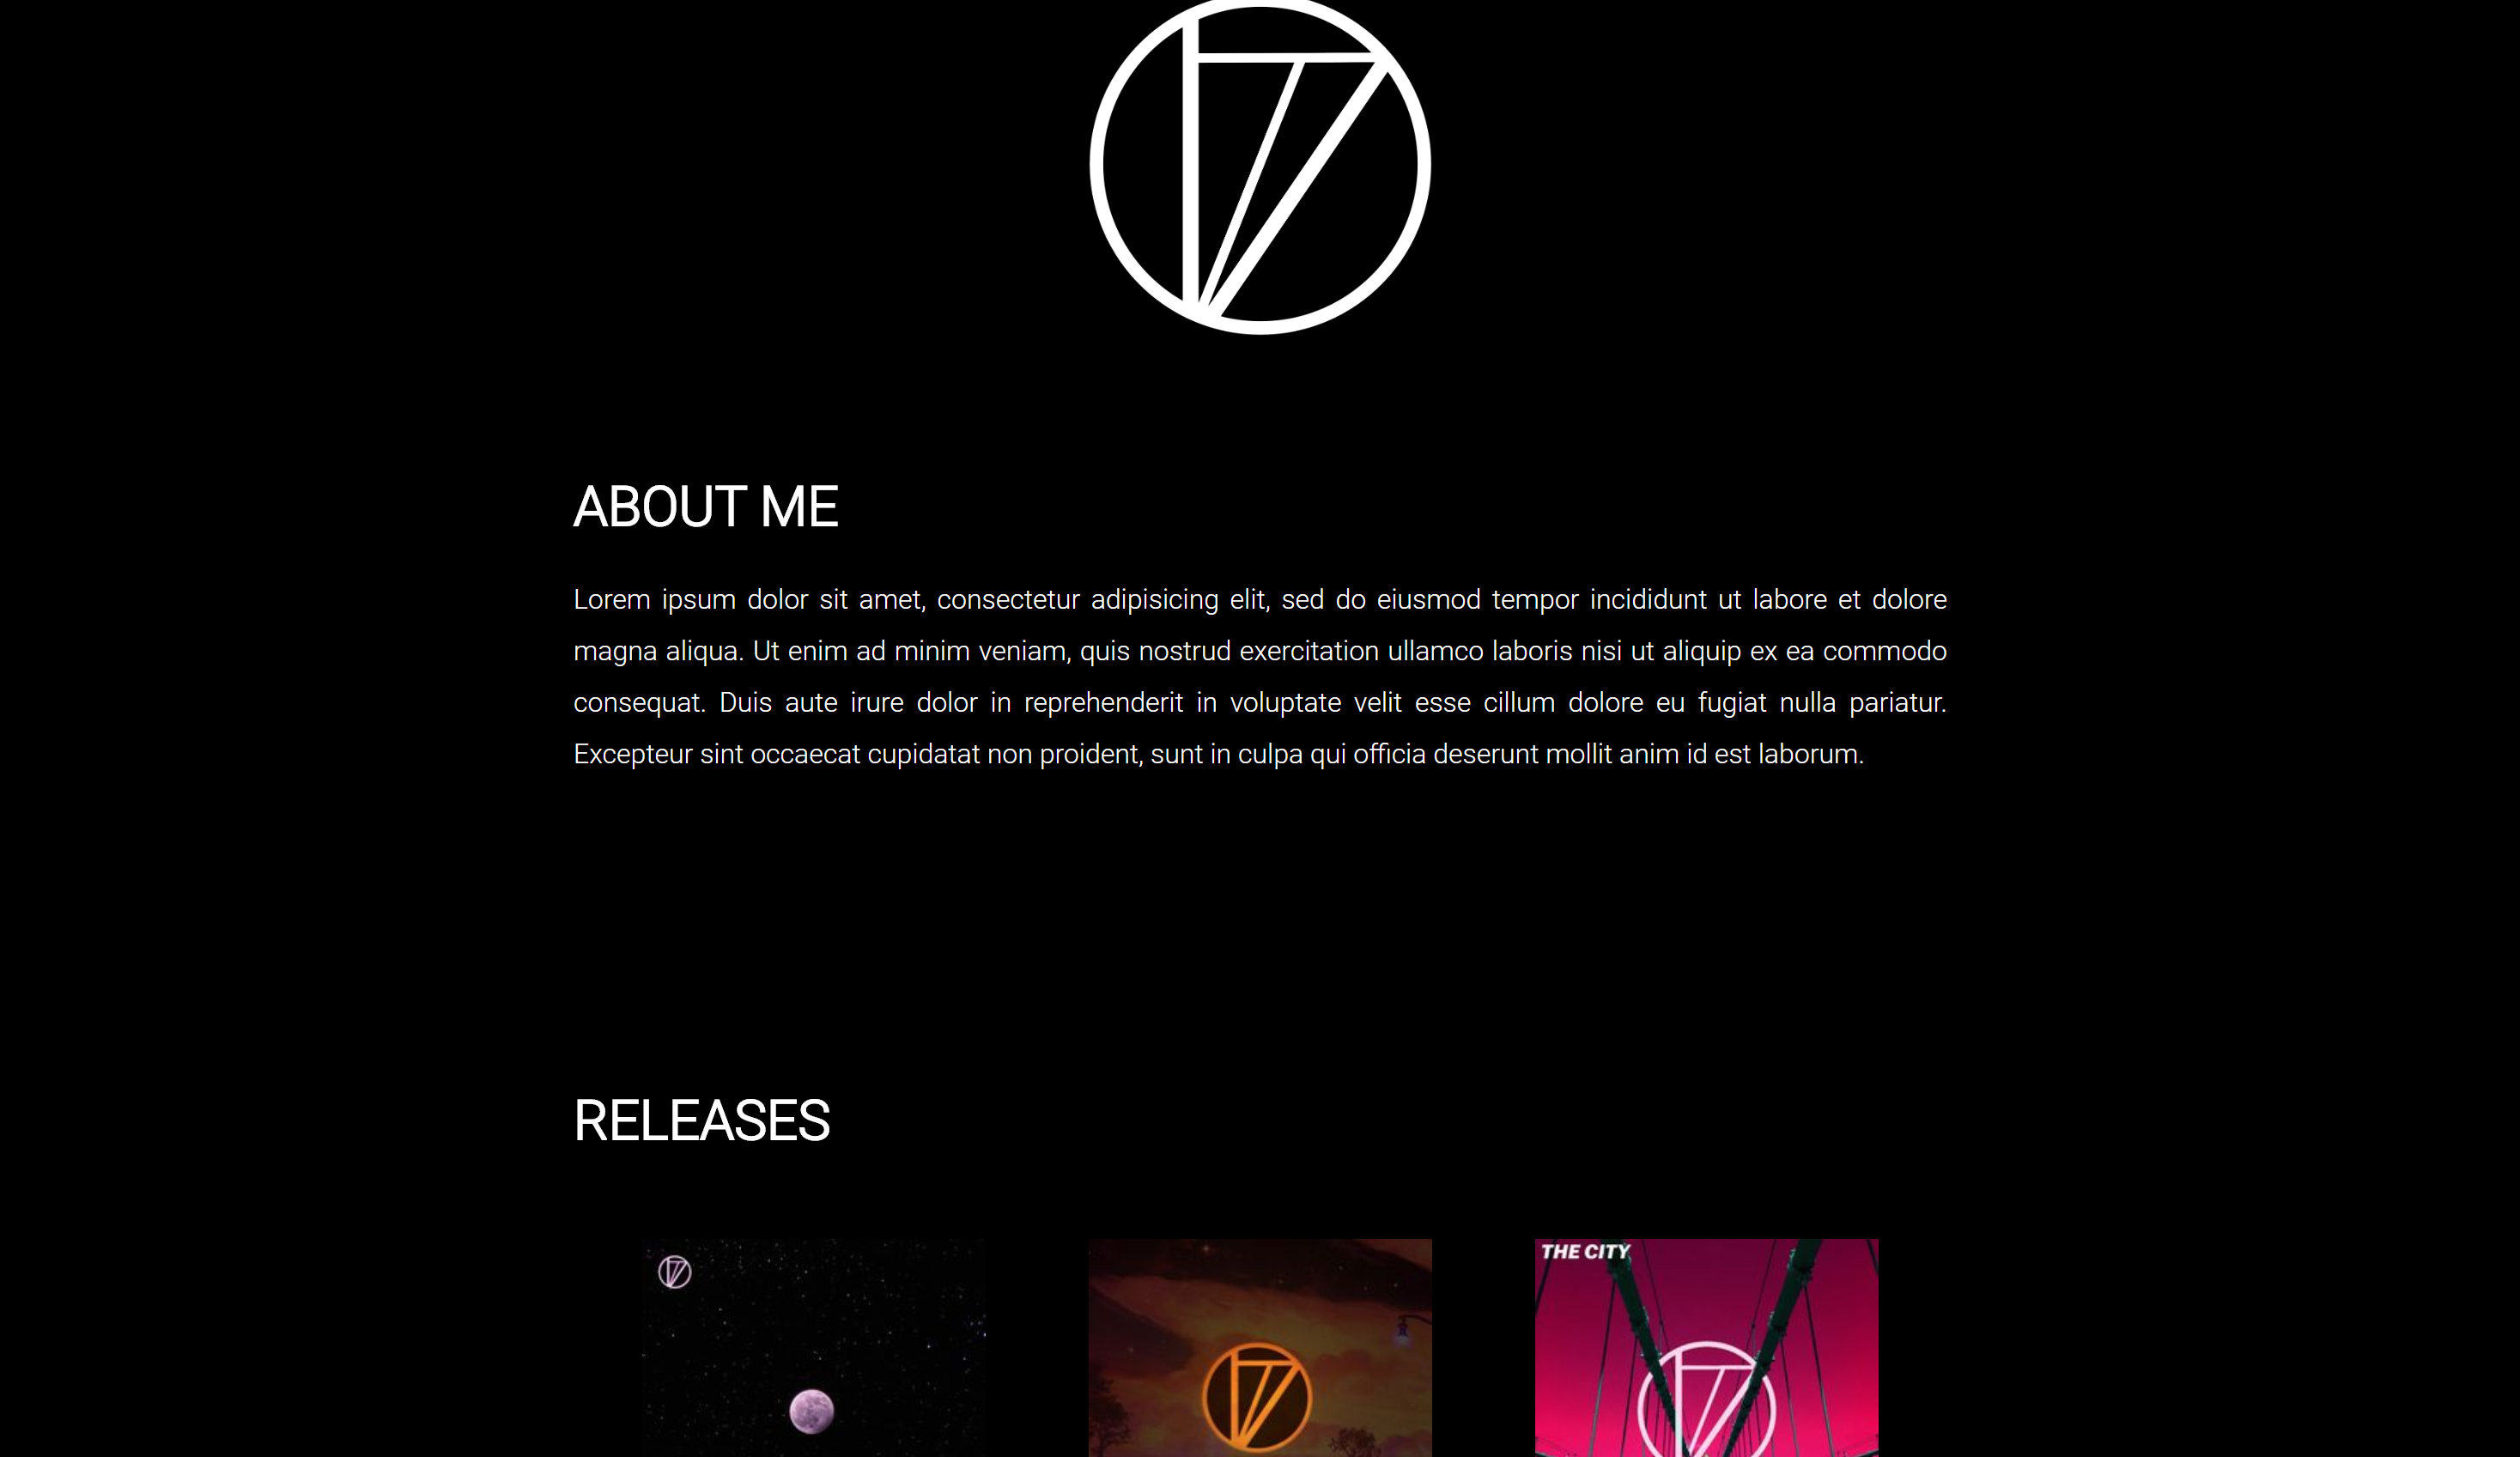 ABOUT ME
Lorem ipsum dolor sit amet, consectetur adipisicing elit, sed do eiusmod tempor incididunt ut labore et dolore
magna aliqua. Ut enim ad minim veniam, quis nostrud exercitation ullamco laboris nisi ut aliquip ex ea commodo
consequat. Duis aute irure dolor in reprehenderit in voluptate velit esse cillum dolore eu fugiat nulla pariatur.
Excepteur sint occaecat cupidatat non proident, sunt in culpa qui officia deserunt mollit anim id est laborum.
RELEASES
THE CITY